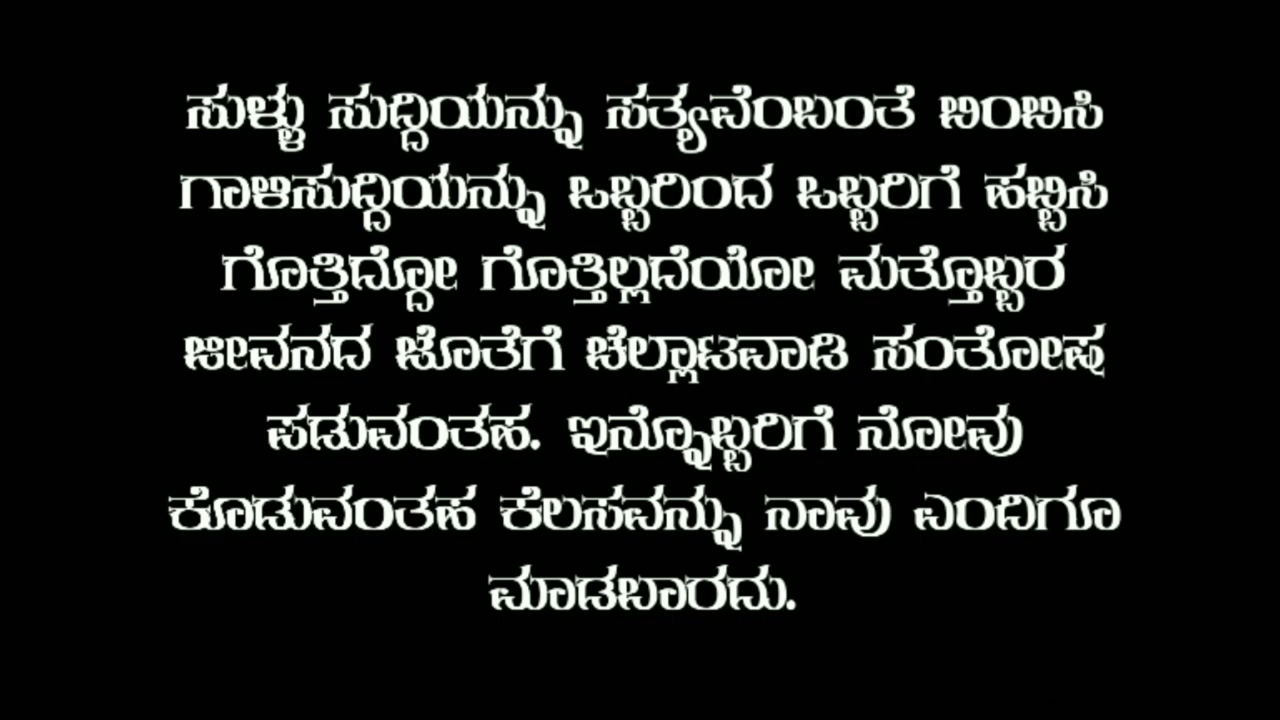 ಸುಳ್ಳು ಸುದ್ದಿಯನ್ನು ಸತ್ಯವೆಂಬಂತೆ ಬಿಂಬಿಸಿ
ಗಾಳಿಸುದ್ದಿಯನ್ನು ಒಬ್ಬರಿಂದ ಒಬ್ಬರಿಗೆ ಹಬ್ಬಿಸಿ
ಗೊತ್ತಿದ್ದೋ ಗೊತ್ತಿಲ್ಲದೆಯೋ ಮತ್ತೊಬ್ಬರ
ಜೀವನದ ಜೊತೆಗೆ ಚೆಲ್ಲಾಟವಾಡಿ ಸಂತೋಷ
ಪಡುವಂತಹ. ಇನ್ನೊಬ್ಬರಿಗೆ ನೋವು
ಕೊಡುವಂತಹ ಕೆಲಸವನ್ನು ನಾವು ಎಂದಿಗೂ
ಮಾಡಬಾರದು.